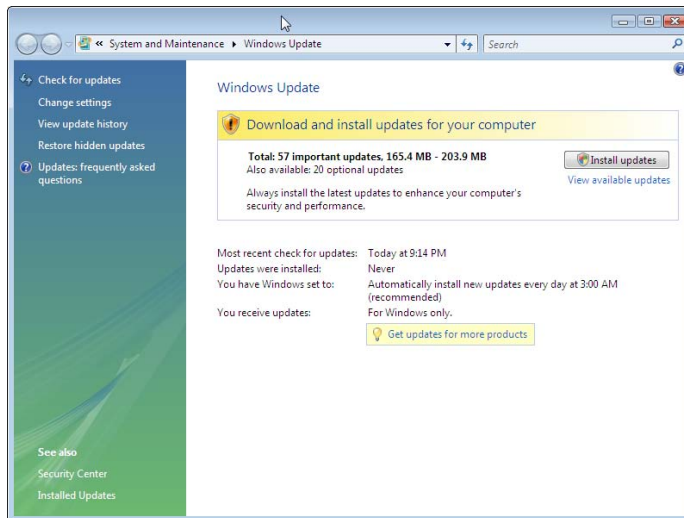 « System and Maintenance ▸ Windows Update
Search
Check for updates
Change settings
View update history
Restore hidden updates
Updates: frequently asked
questions
See also
Security Center
Installed Updates
Windows Update
Download and install updates for your computer
Total: 57 important updates, 165.4 MB - 203.9 MB
Also available: 20 optional updates
Always install the latest updates to enhance your computer's
security and performance.
Install updates
View available updates
Most recent check for updates: Today at 9:14 PM
Updates were installed: Never
You have Windows set to: Automatically install new updates every day at 3:00 AM
(recommended)
You receive updates: For Windows only.
Get updates for more products